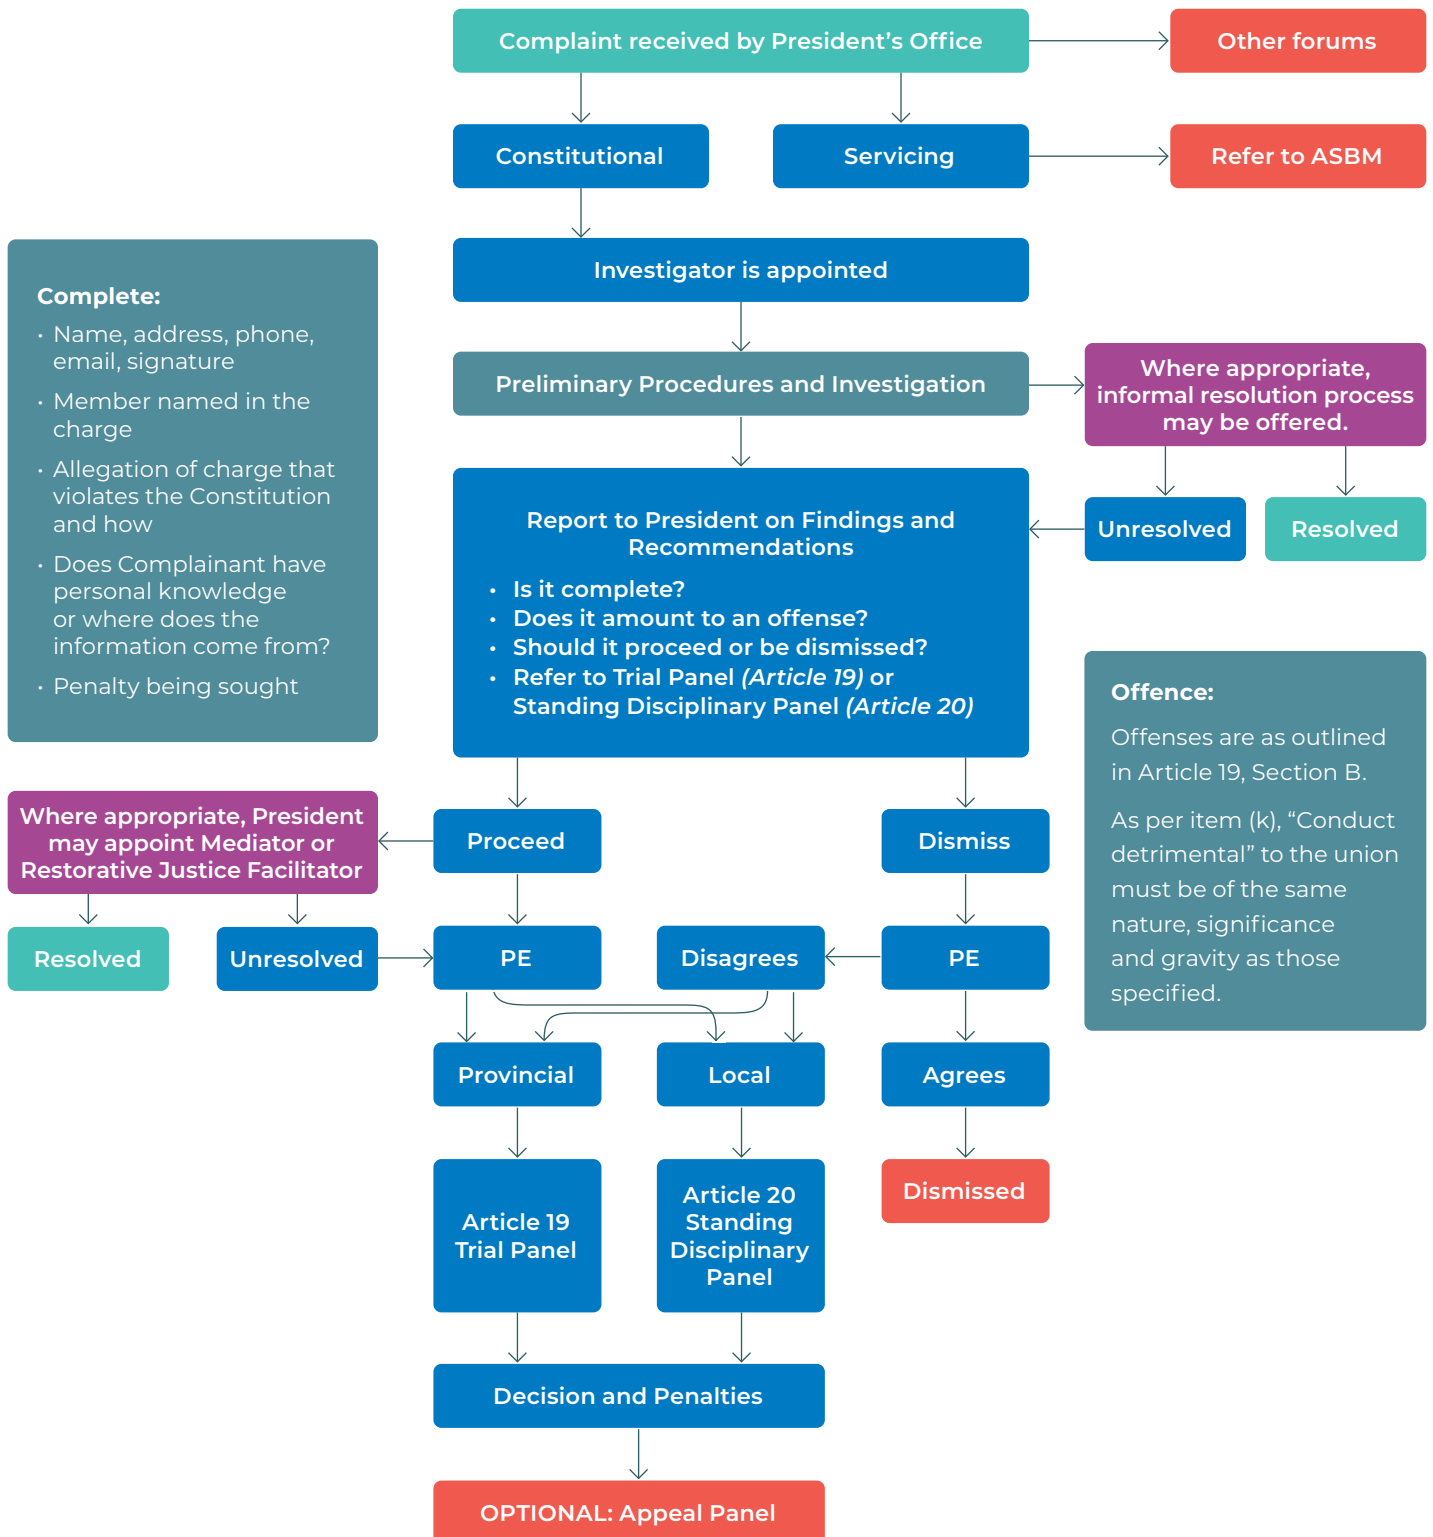 Complaint received by President’s Office
Other forums
Constitutional
Servicing
Refer to ASBM
Investigator is appointed
Complete:
• Name, address, phone,
email, signature
• Member named in the
charge
• Allegation of charge that
violates the Constitution
and how
• Does Complainant have
personal knowledge
or where does the
information come from?
• Penalty being sought
Preliminary Procedures and Investigation
Where appropriate,
informal resolution process
may be offered.
Unresolved
Resolved
Report to President on Findings and
Recommendations
• Is it complete?
• Does it amount to an offense?
• Should it proceed or be dismissed?
• Refer to Trial Panel (Article 19) or
Standing Disciplinary Panel (Article 20)
Offence:
Offenses are as outlined
in Article 19, Section B.
As per item (k), “Conduct
detrimental” to the union
must be of the same
nature, significance
and gravity as those
specified.
Where appropriate, President
may appoint Mediator or
Restorative Justice Facilitator
Proceed
Dismiss
Resolved
Unresolved
PE
Disagrees
PE
Provincial
Local
Agrees
Article 19
Trial Panel
Article 20
Standing
Disciplinary
Panel
Dismissed
Decision and Penalties
OPTIONAL: Appeal Panel